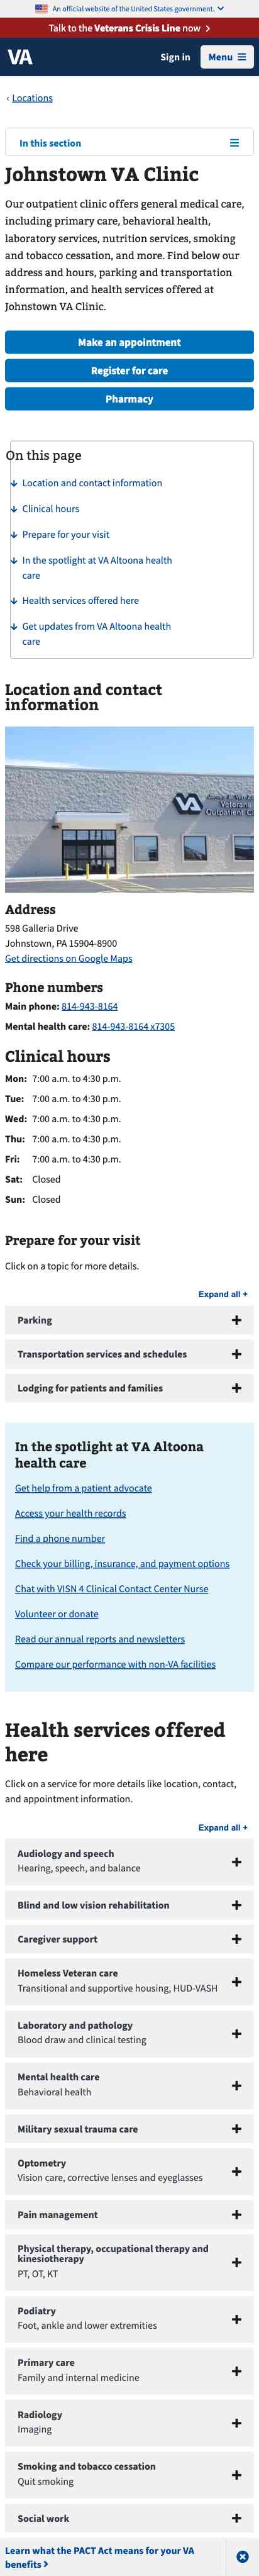 An official website of the United States government.
Talk to the Veterans Crisis Line now
VA
Sign in
Menu
Locations
In this section
Johnstown VA Clinic
Our outpatient clinic offers general medical care,
including primary care, behavioral health,
laboratory services, nutrition services, smoking
and tobacco cessation, and more. Find below our
address and hours, parking and transportation
information, and health services offered at
Johnstown VA Clinic.
Make an appointment
Register for care
Pharmacy
On this page
Location and contact information
Clinical hours
Prepare for your visit
In the spotlight at VA Altoona health
care
Health services offered here
Get updates from VA Altoona health
care
Location and contact
information
VA
Veteran
Outpatient C
Address
598 Galleria Drive
Johnstown, PA 15904-8900
Get directions on Google Maps
Phone numbers
Main phone: 814-943-8164
Mental health care: 814-943-8164 x7305
Clinical hours
Mon: 7:00 a.m. to 4:30 p.m.
Tue: 7:00 a.m. to 4:30 p.m.
Wed: 7:00 a.m. to 4:30 p.m.
Thu: 7:00 a.m. to 4:30 p.m.
Fri: 7:00 a.m. to 4:30 p.m.
Sat: Closed
Sun: Closed
Prepare for your visit
Click on a topic for more details.
Expand all +
Parking
Transportation services and schedules
Lodging for patients and families
In the spotlight at VA Altoona
health care
Get help from a patient advocate
Access your health records
Find a phone number
Check your billing, insurance, and payment options
Chat with VISN 4 Clinical Contact Center Nurse
Volunteer or donate
Read our annual reports and newsletters
Compare our performance with non-VA facilities
Health services offered
here
Click on a service for more details like location, contact,
and appointment information.
Expand all +
Audiology and speech
Hearing, speech, and balance
Blind and low vision rehabilitation
Caregiver support
Homeless Veteran care
Transitional and supportive housing, HUD-VASH
Laboratory and pathology
Blood draw and clinical testing
Mental health care
Behavioral health
Military sexual trauma care
Optometry
Vision care, corrective lenses and eyeglasses
Pain management
Physical therapy, occupational therapy and
kinesiotherapy
PT, OT, KT
Podiatry
Foot, ankle and lower extremities
Primary care
Family and internal medicine
Radiology
Imaging
Smoking and tobacco cessation
Quit smoking
Social work
Learn what the PACT Act means for your VA
benefits